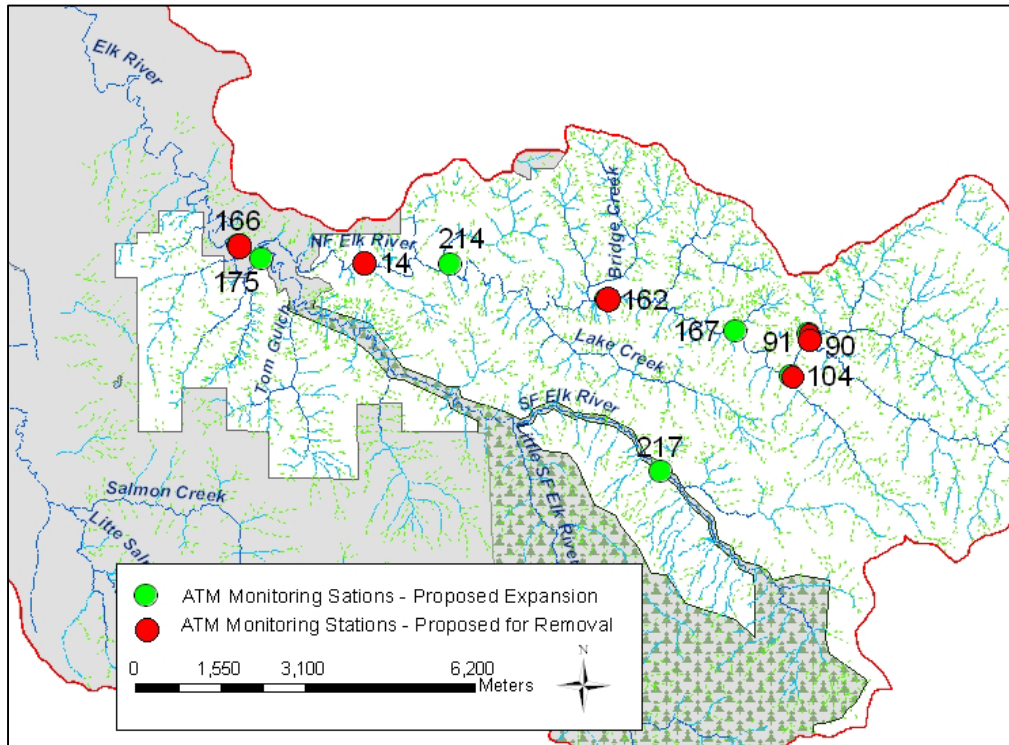 Elk River
166
175
NF Elk River
14
214
Bridge Creek
162
167
91
90
104
Lake Creek
Tom Gulch
SF Elk River
217
Little SF Elk River
Salmon Creek
Litte Saln
ATM Monitoring Sations - Proposed Expansion
ATM Monitoring Stations - Proposed for Removal
N
0 1,550 3,100 6,200
Meters